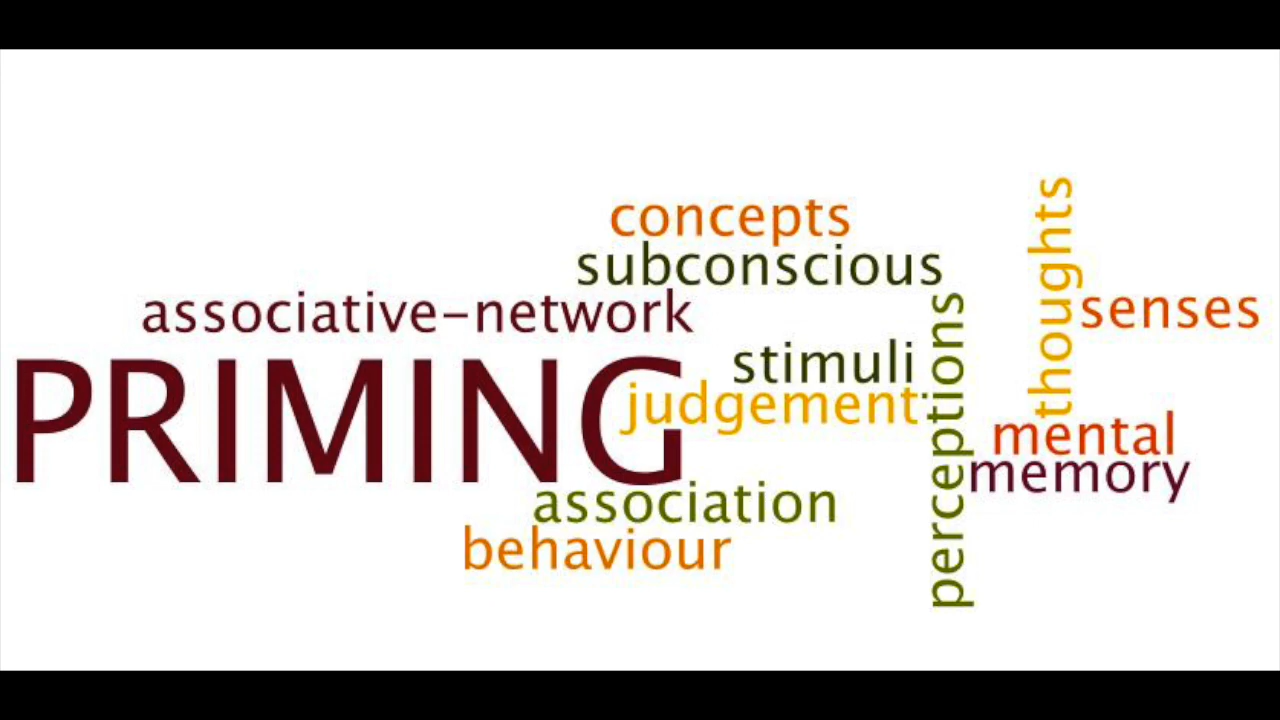 concepts
subconscious
associative-network
PRIMING
stimuli
judgement
association
behaviour
perceptions
thoughts
senses
mental
memory